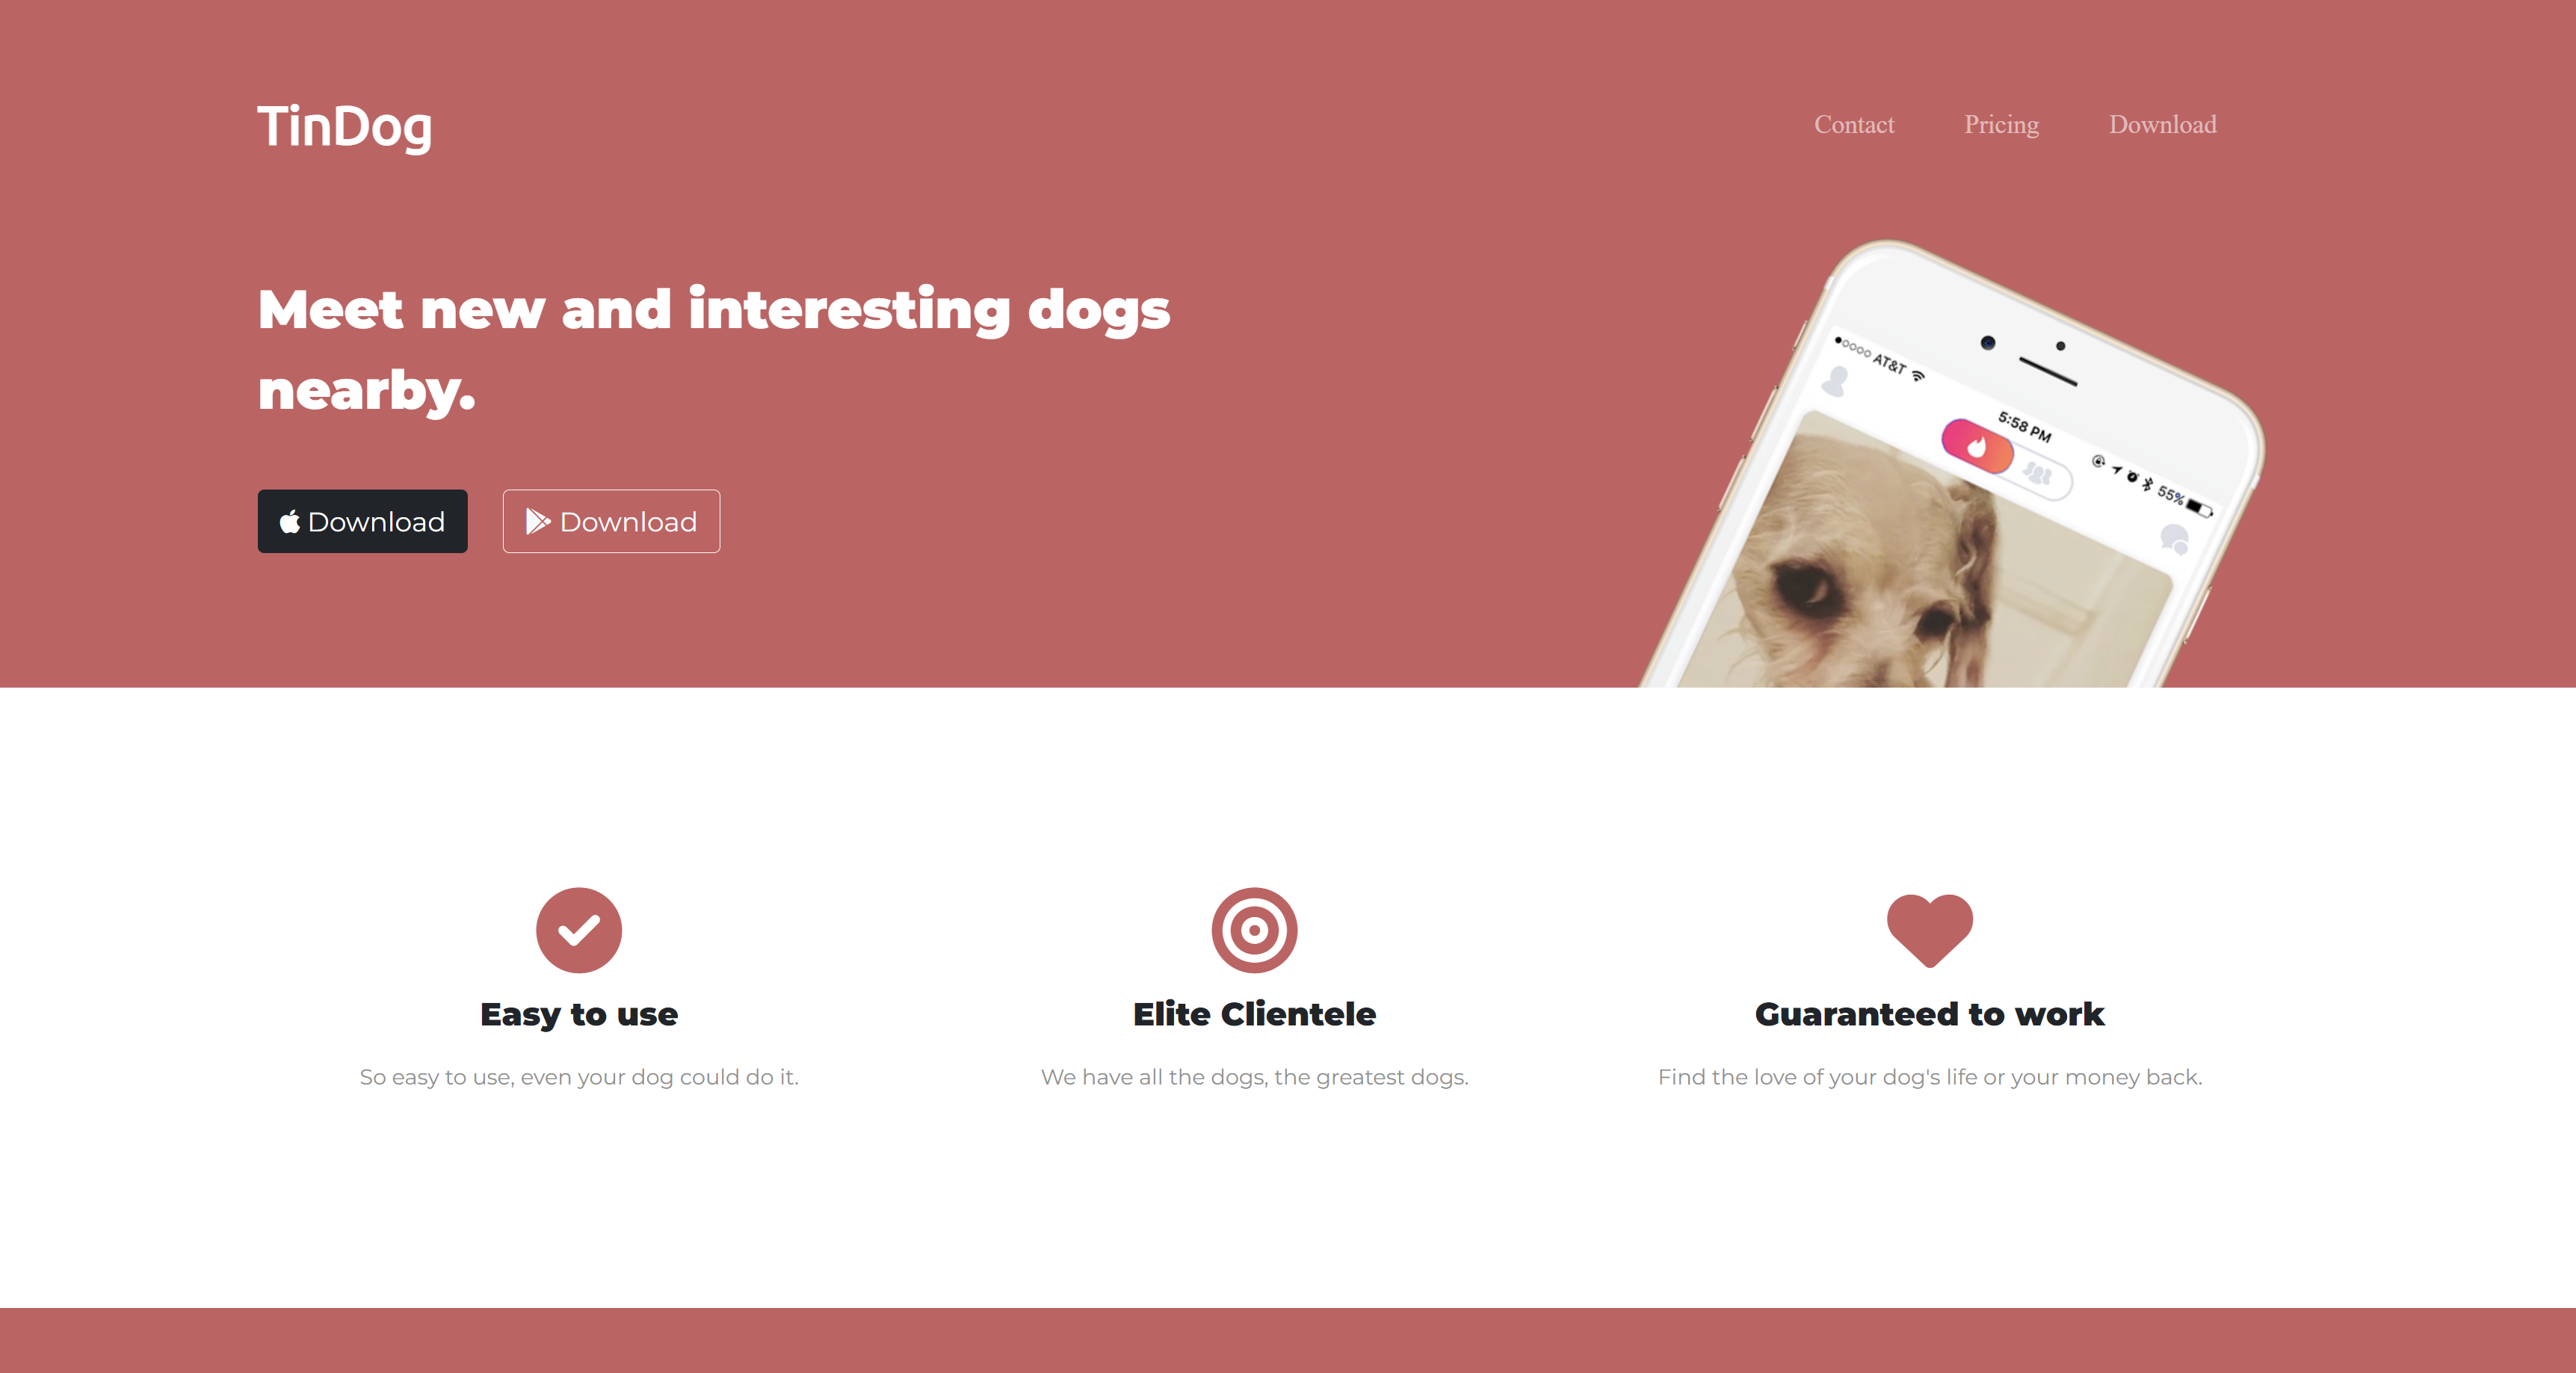 TinDog
Contact Pricing Download
Meet new and interesting dogs
nearby.
Download Download
AT&T
5:58 PM
55%
Easy to use Elite Clientele Guaranteed to work
So easy to use, even your dog could do it. We have all the dogs, the greatest dogs. Find the love of your dog's life or your money back.